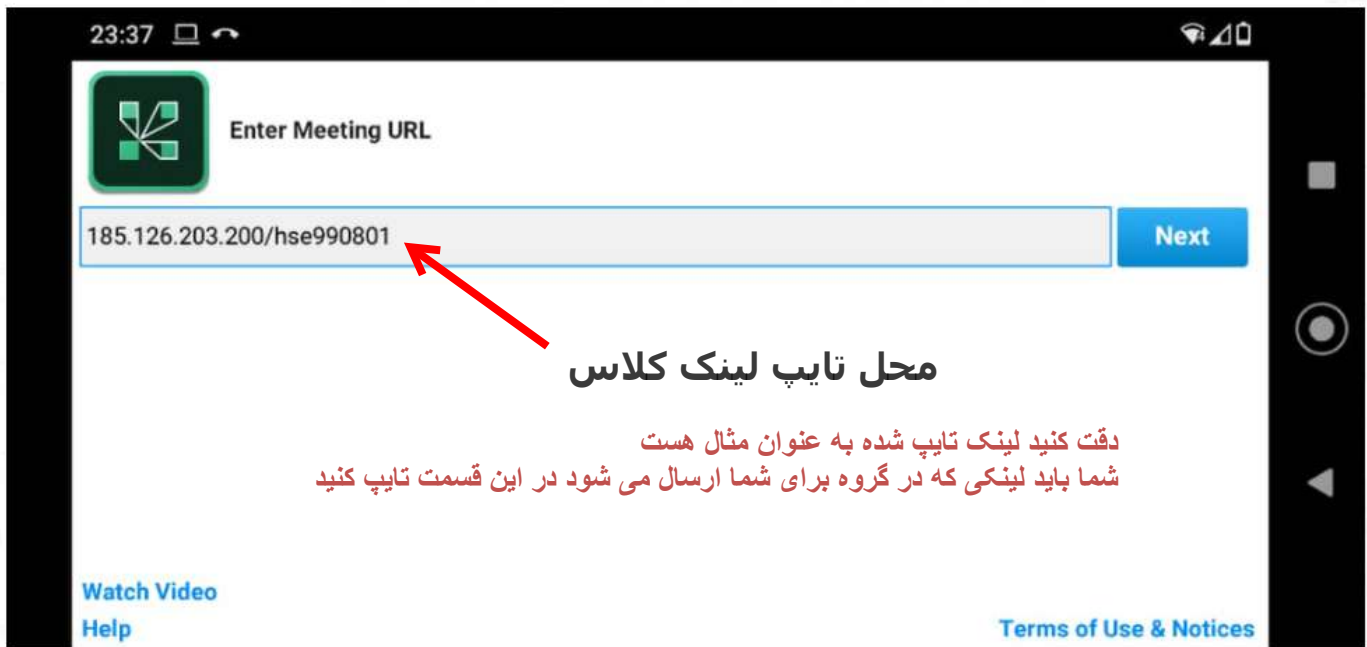 23:37
Enter Meeting URL
185.126.203.200/hse990801
Next
محل تایپ لینک کلاس
دقت کنید لینک تایپ شده به عنوان مثال هست
شما باید لینکی که در گروه برای شما ارسال می شود در این قسمت تایپ کنید
Watch Video
Help
Terms of Use & Notices